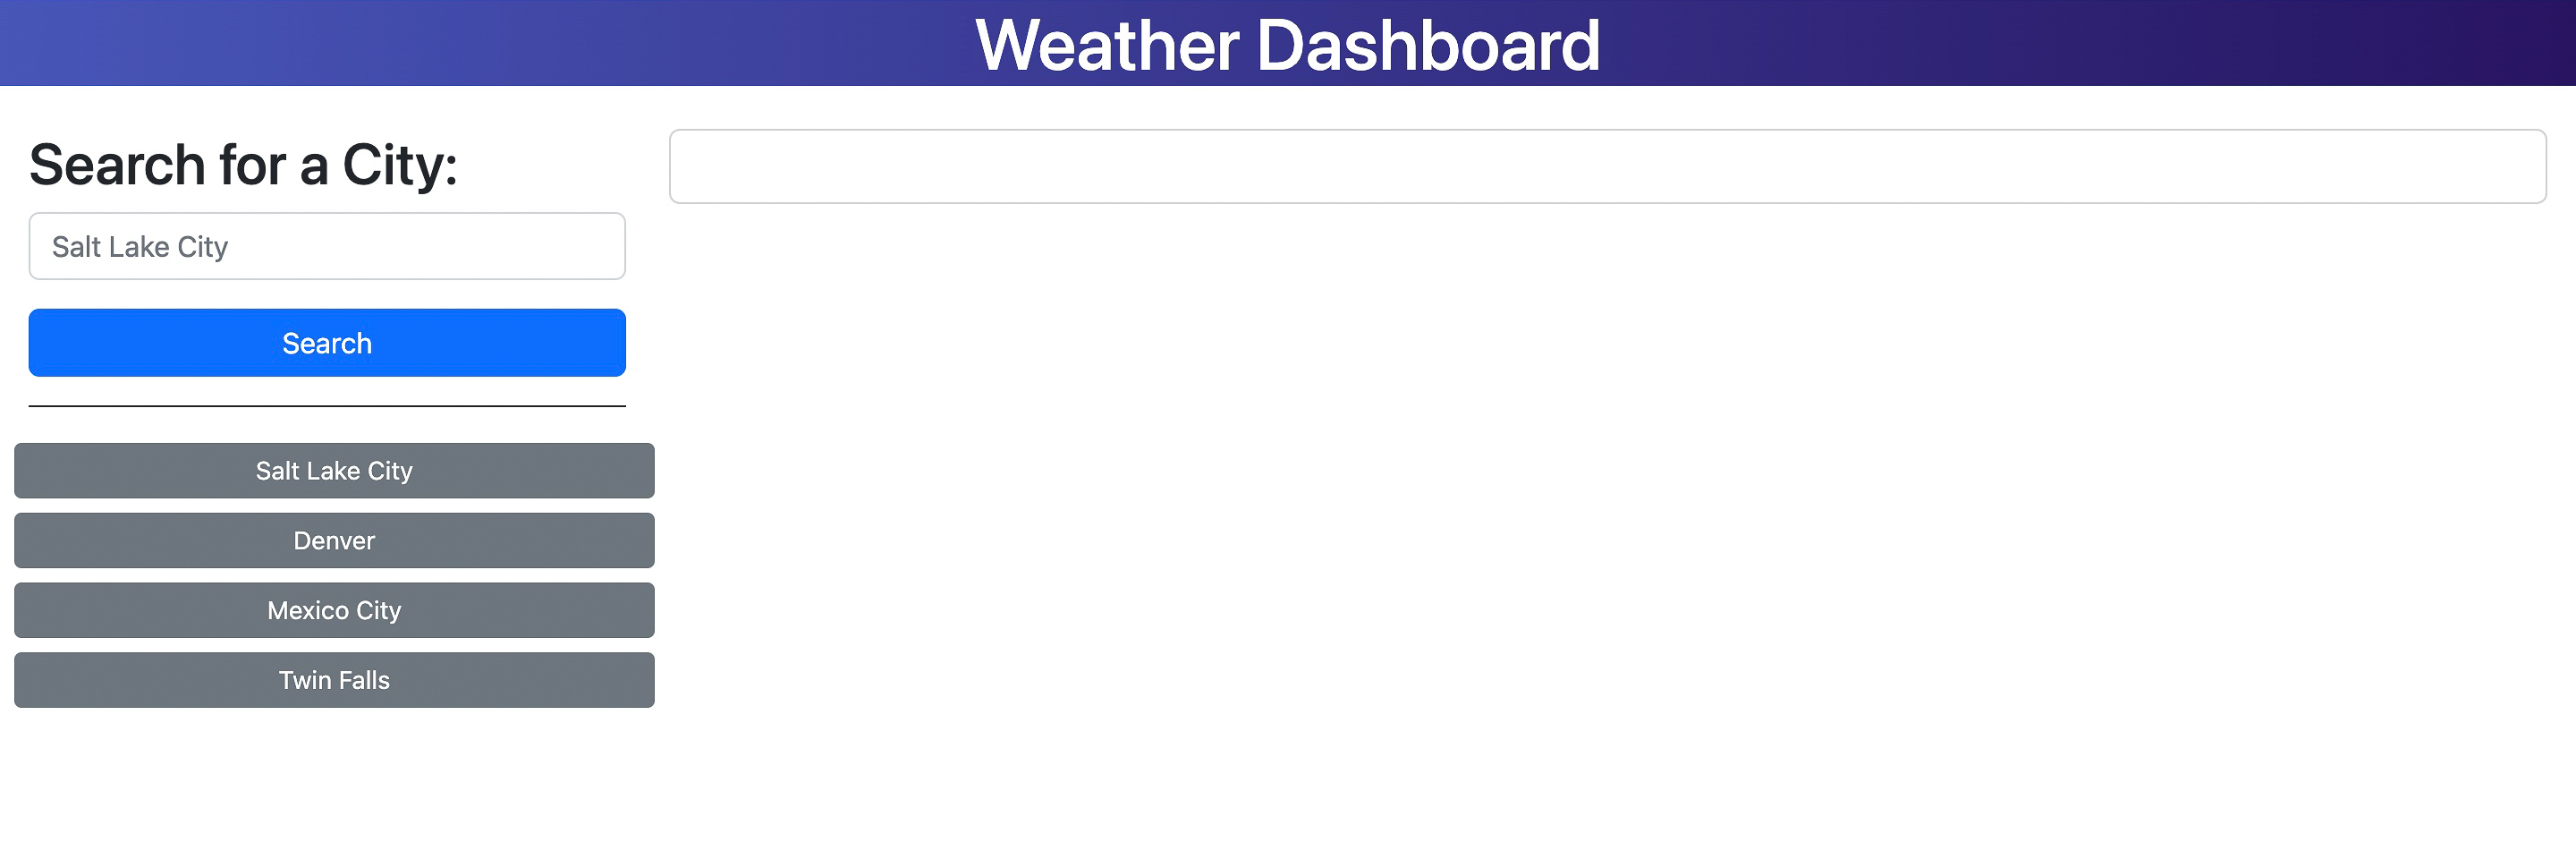 Weather Dashboard
Search for a City:
Salt Lake City
Search
Salt Lake City
Denver
Mexico City
Twin Falls